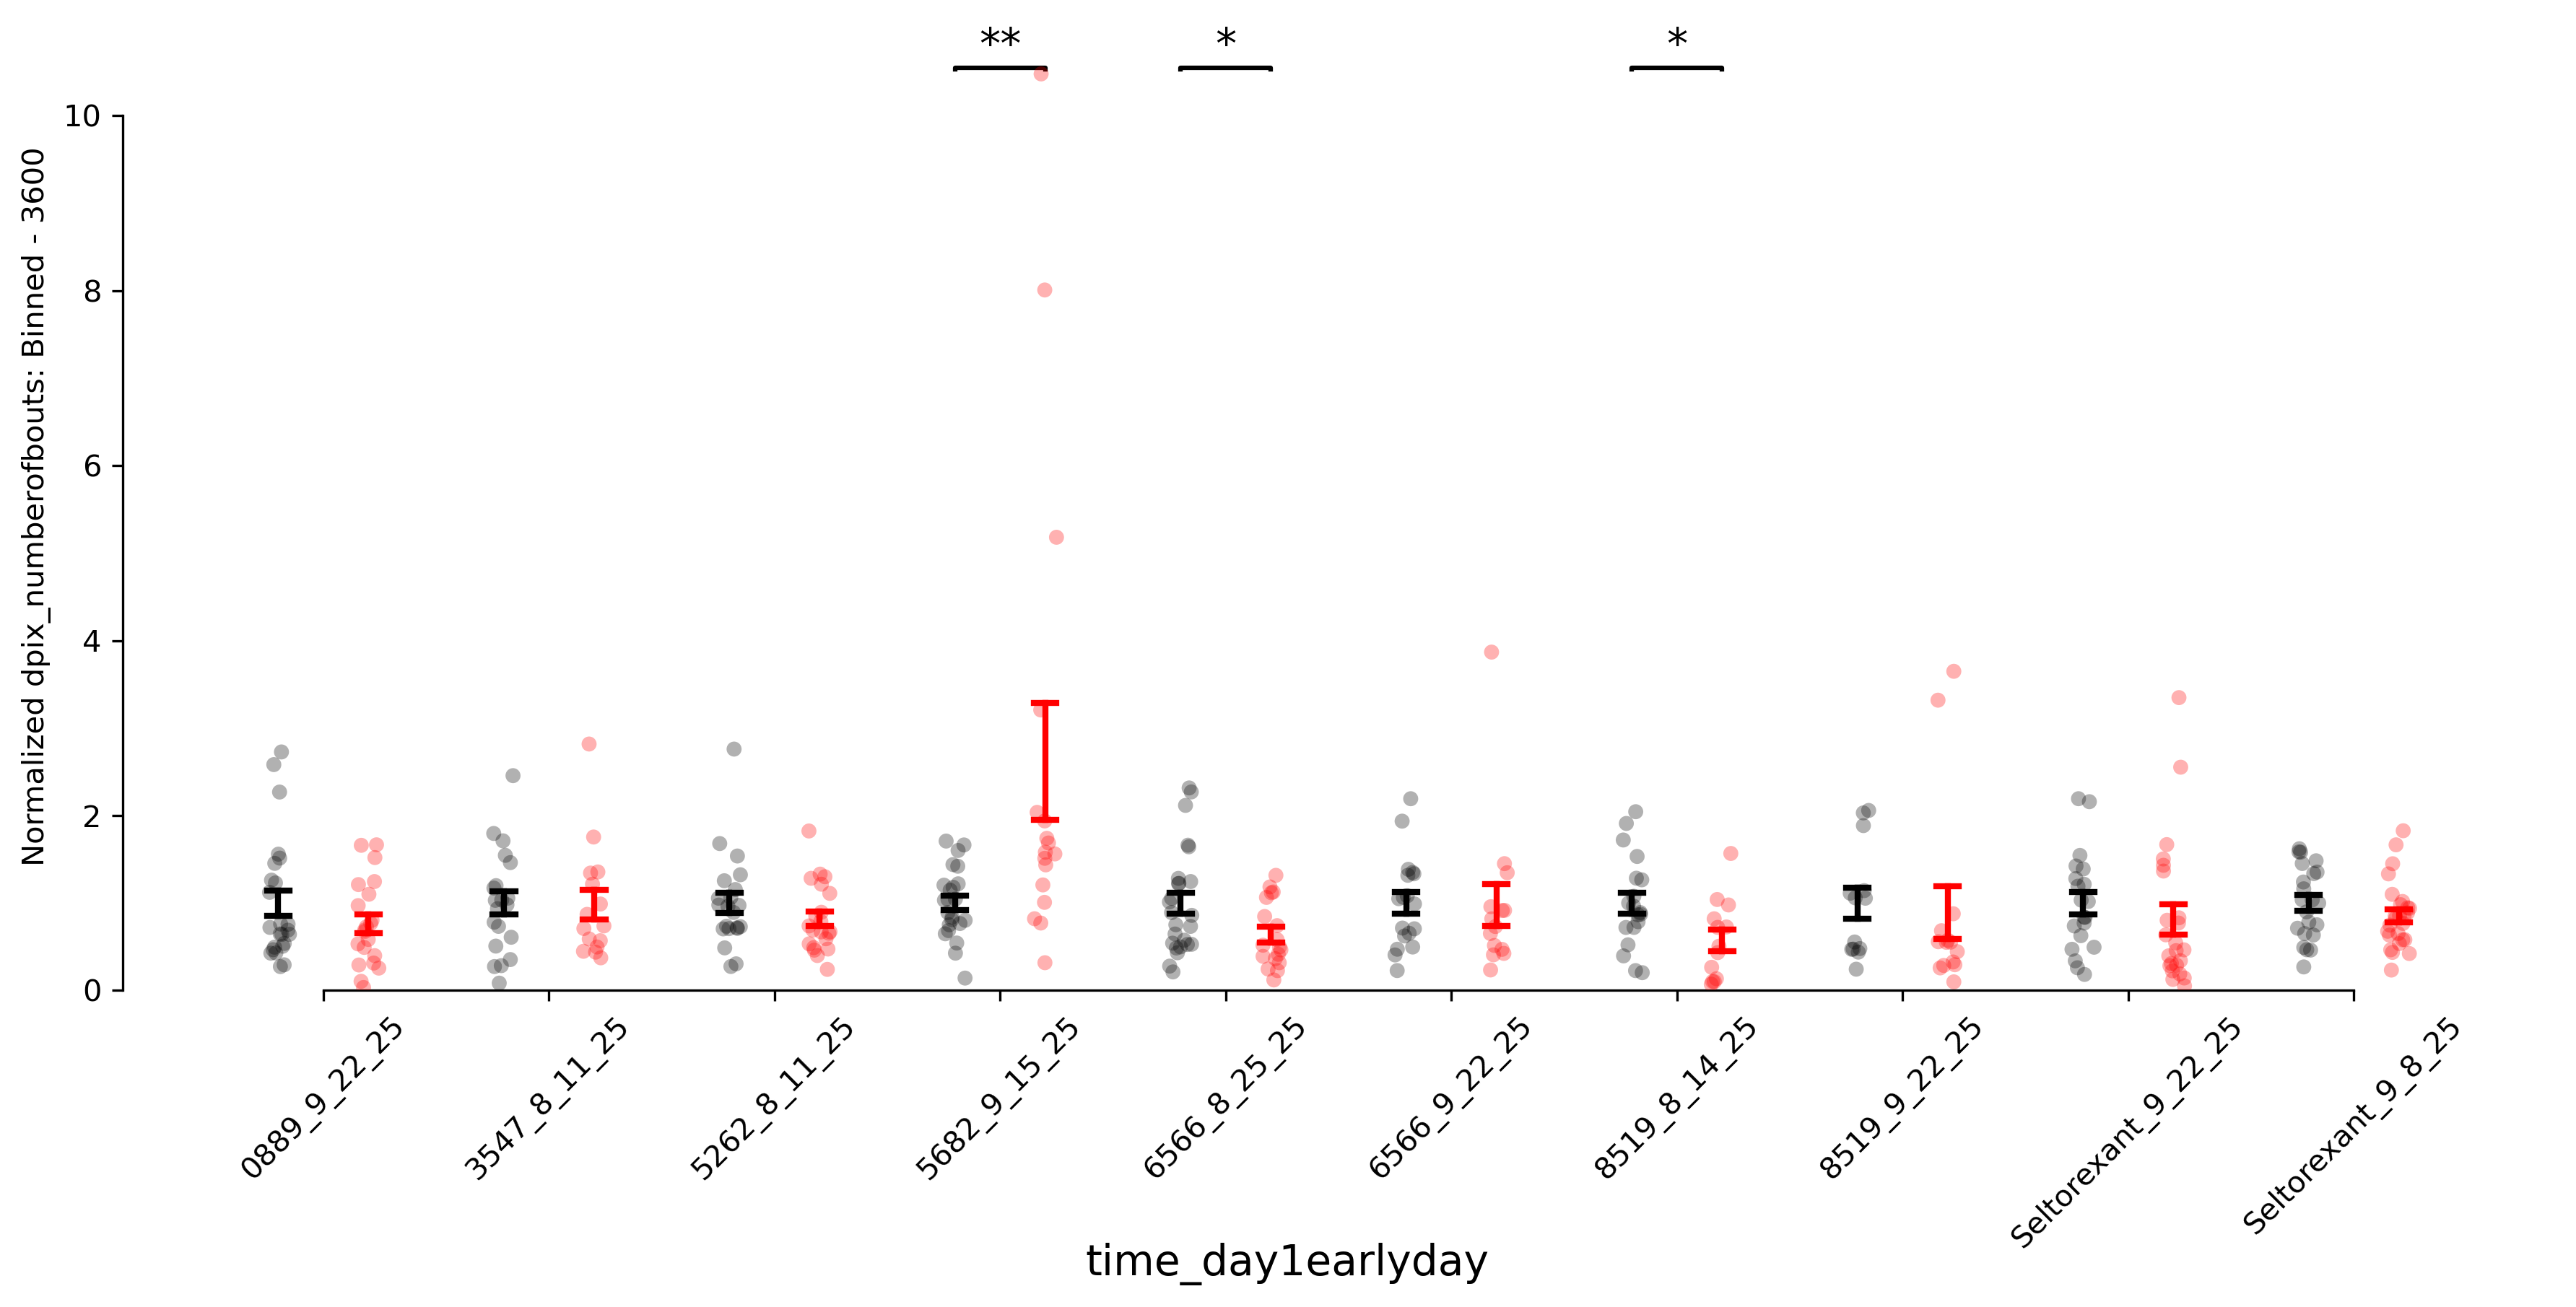 ** * *
10
8
6
4
2
0
Normalized dpix_numberofbouts: Binned - 3600
0889_9_22_25
3547_8_11_25
5262_8_11_25
5682_9_15_25
6566_8_25_25
6566_9_22_25
8519_8_14_25
8519_9_22_25
Seltorexant_9_22_25
Seltorexant_9_8_25
time_day1earlyday